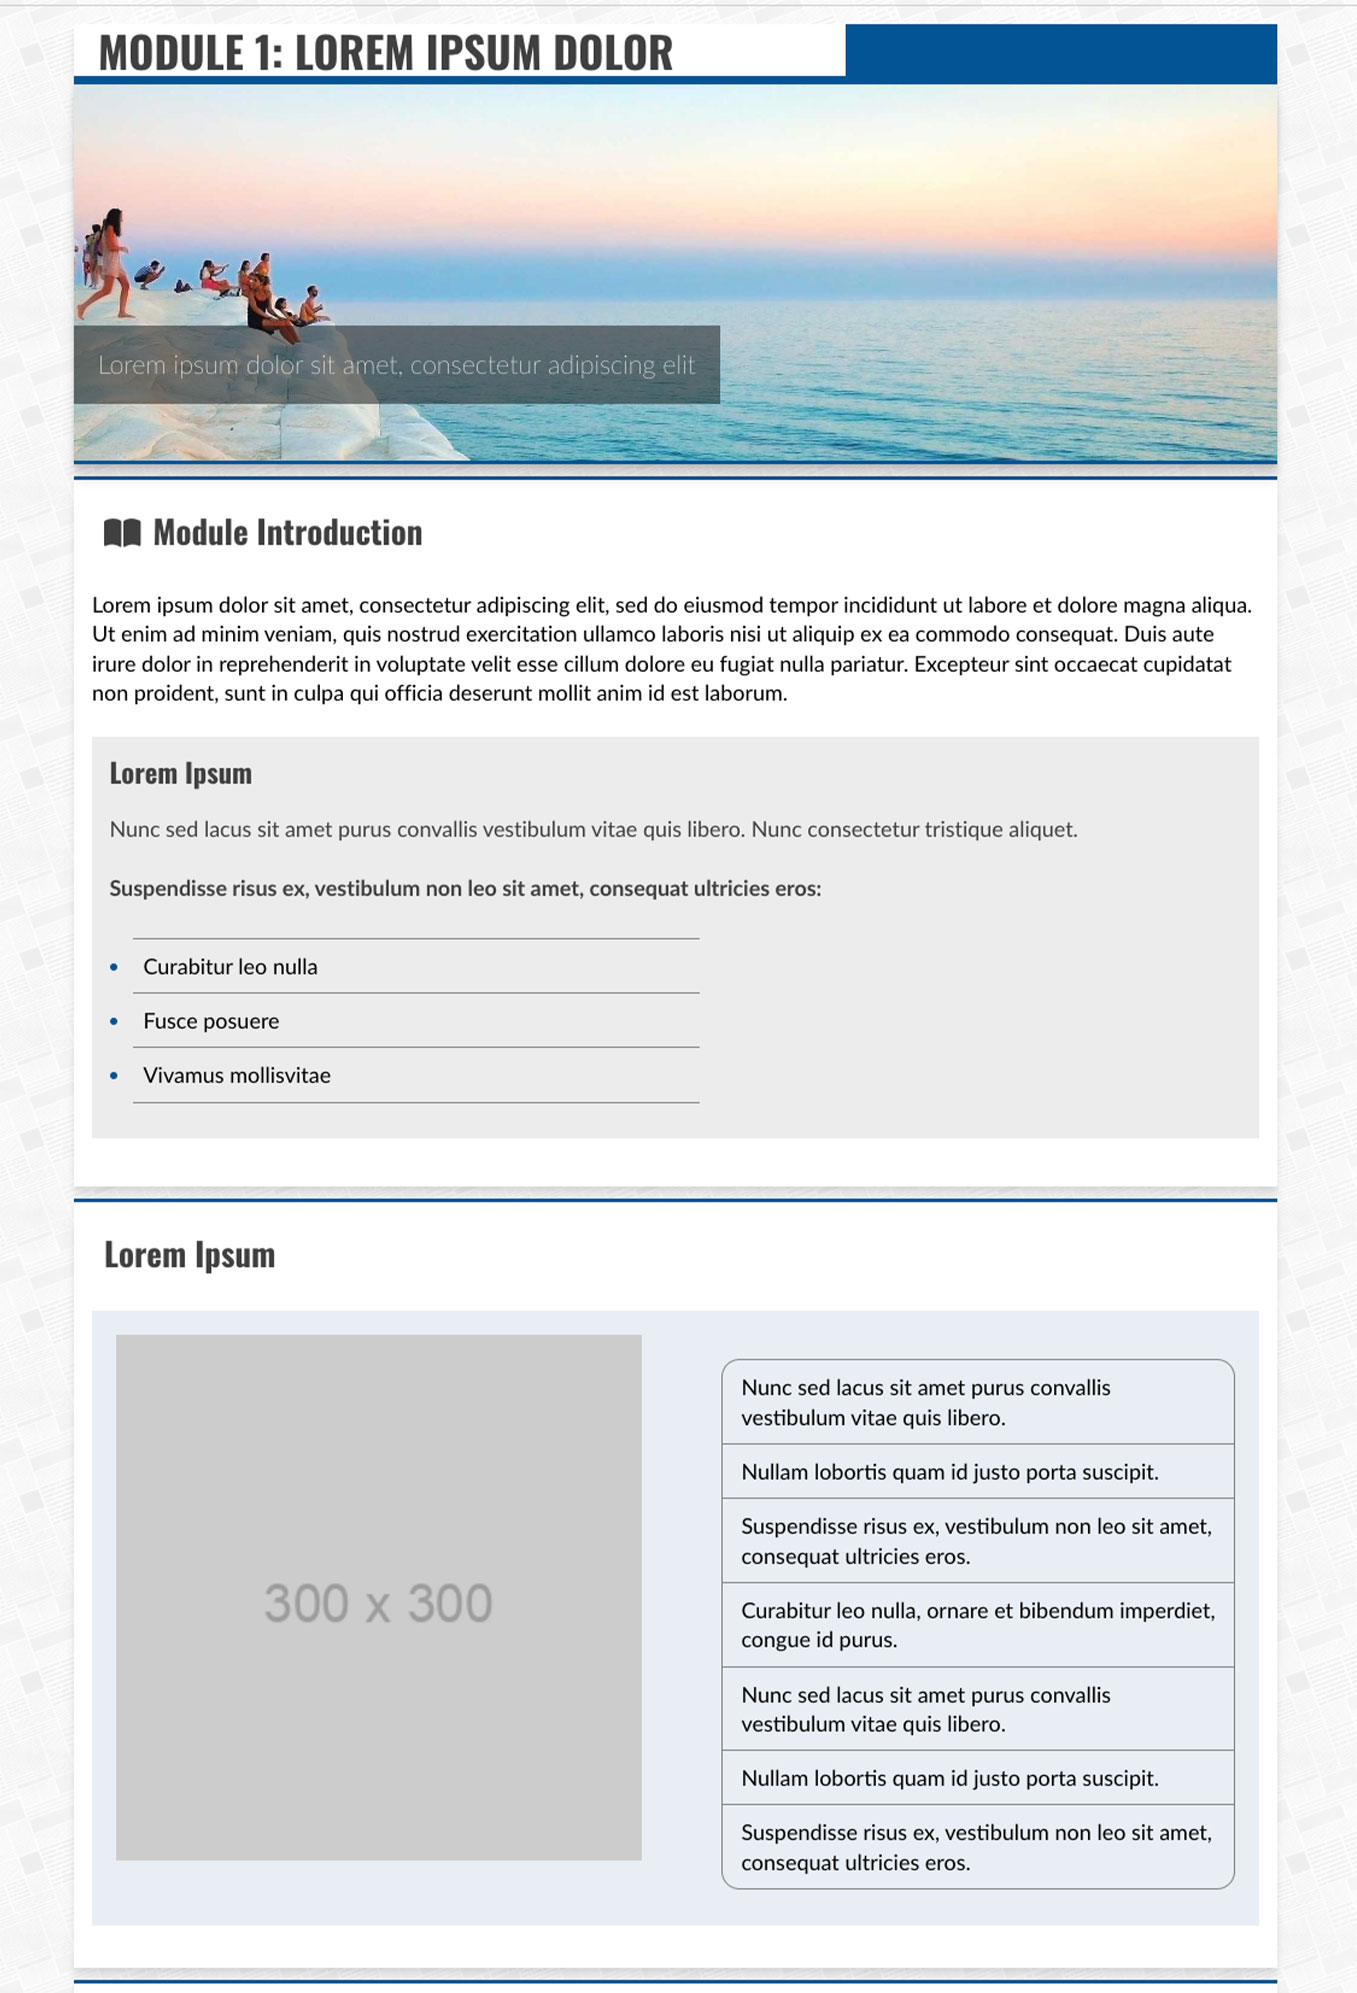 MODULE 1: LOREM IPSUM DOLOR
Lorem ipsum dolor sit amet, consectetur adipiscing elit
Module Introduction
Lorem ipsum dolor sit amet, consectetur adipiscing elit, sed do eiusmod tempor incididunt ut labore et dolore magna aliqua.
Ut enim ad minim veniam, quis nostrud exercitation ullamco laboris nisi ut aliquip ex ea commodo consequat. Duis aute
irure dolor in reprehenderit in voluptate velit esse cillum dolore eu fugiat nulla pariatur. Excepteur sint occaecat cupidatat
non proident, sunt in culpa qui officia deserunt mollit anim id est laborum.
Lorem Ipsum
Nunc sed lacus sit amet purus convallis vestibulum vitae quis libero. Nunc consectetur tristique aliquet.
Suspendisse risus ex, vestibulum non leo sit amet, consequat ultricies eros:
• Curabitur leo nulla
• Fusce posuere
• Vivamus mollisvitae
Lorem Ipsum
300 x 300
Nunc sed lacus sit amet purus convallis
vestibulum vitae quis libero.
Nullam lobortis quam id justo porta suscipit.
Suspendisse risus ex, vestibulum non leo sit amet,
consequat ultricies eros.
Curabitur leo nulla, ornare et bibendum imperdiet,
congue id purus.
Nunc sed lacus sit amet purus convallis
vestibulum vitae quis libero.
Nullam lobortis quam id justo porta suscipit.
Suspendisse risus ex, vestibulum non leo sit amet,
consequat ultricies eros.